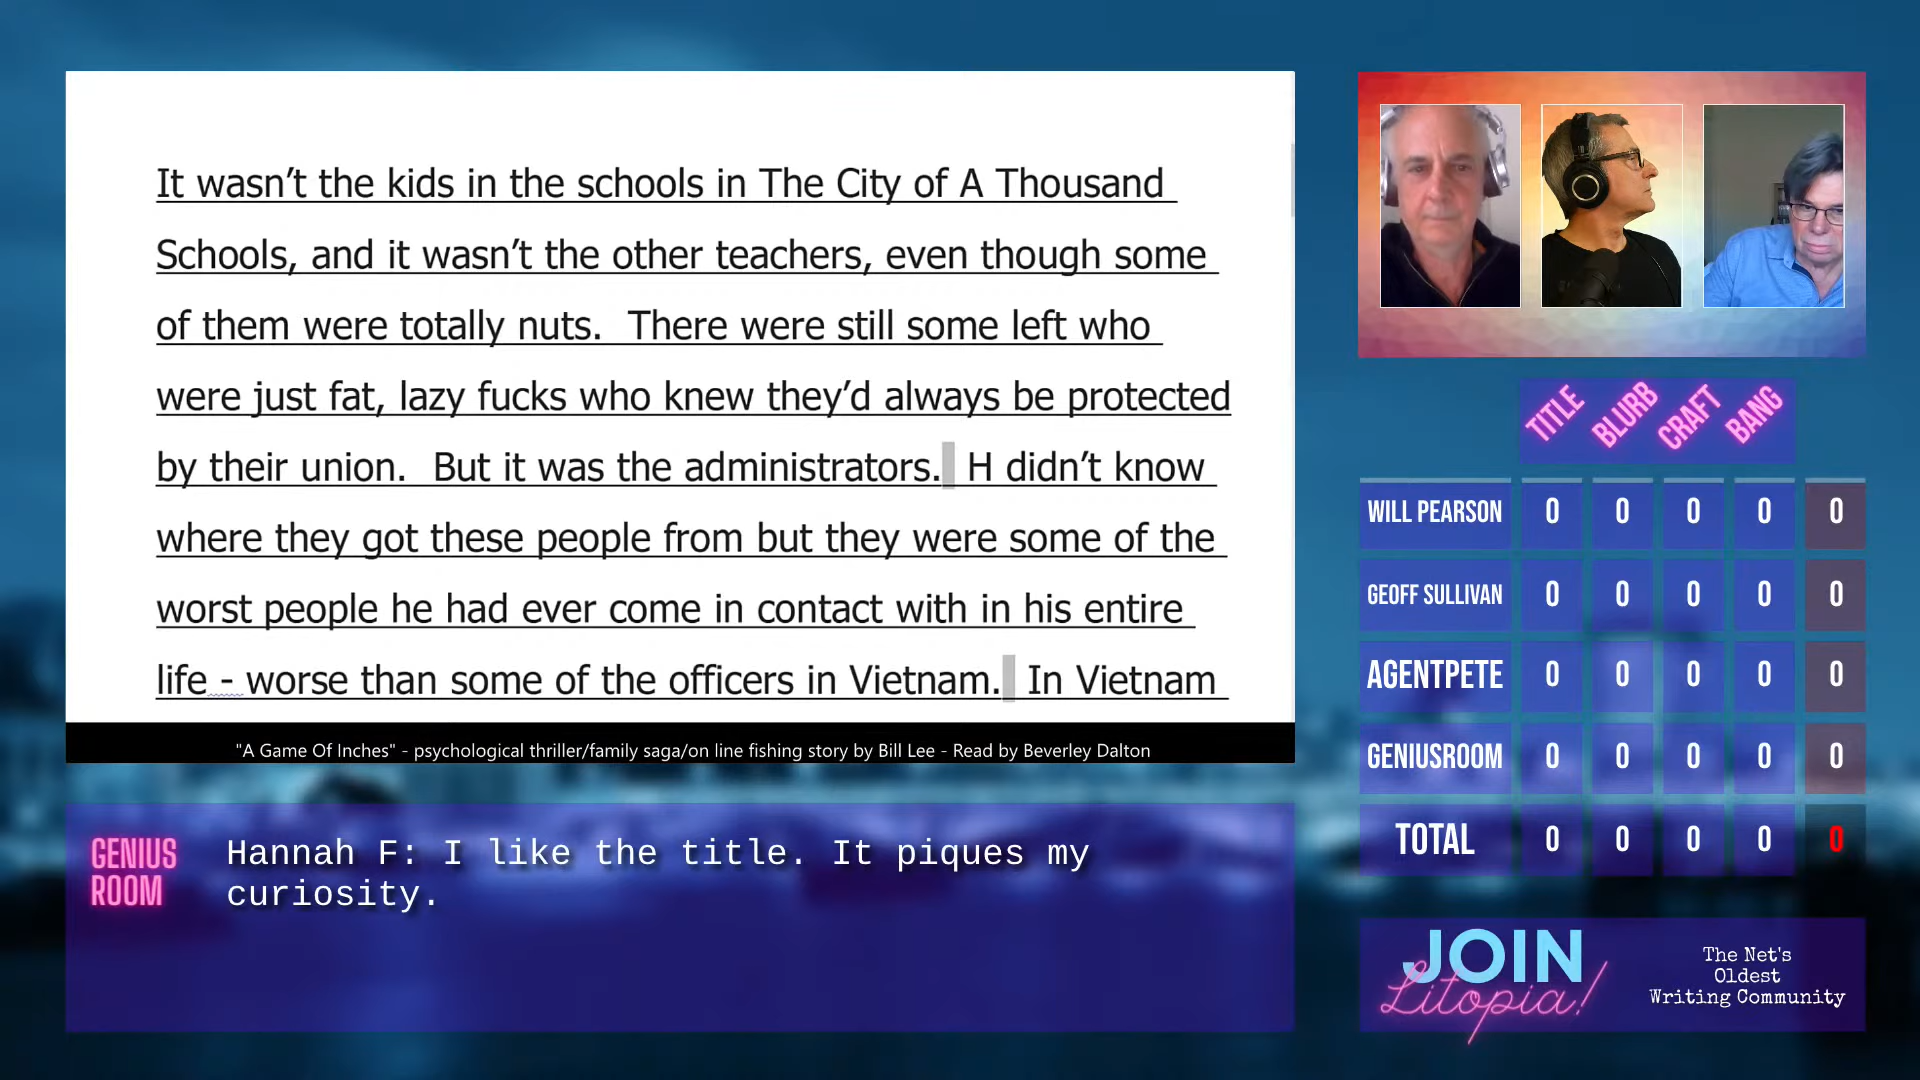 It wasn’t the kids in the schools in The City of A Thousand
Schools, and it wasn’t the other teachers, even though some
of them were totally nuts.  There were still some left who
were just fat, lazy fucks who knew they’d always be protected
by their union.  But it was the administrators.  H didn’t know
where they got these people from but they were some of the
worst people he had ever come in contact with in his entire
life - worse than some of the officers in Vietnam.  In Vietnam
"A Game Of Inches" - psychological thriller/family saga/on line fishing story by Bill Lee - Read by Beverley Dalton
GENIUS
ROOM
Hannah F: I like the title. It piques my
curiosity.
TITLE BLURB CRAFT BANG
WILL PEARSON 0 0 0 0 0
GEOFF SULLIVAN 0 0 0 0 0
AGENTPETE 0 0 0 0 0
GENIUSROOM 0 0 0 0 0
TOTAL 0 0 0 0 0
JOIN
Litopia!
The Net's
Oldest
Writing Community